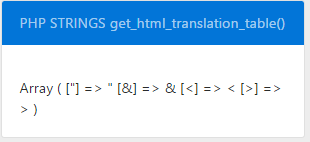 PHP STRINGS get_html_translation_table()
Array ( ["] => " [&] => & [<] => < [>] =>
> )